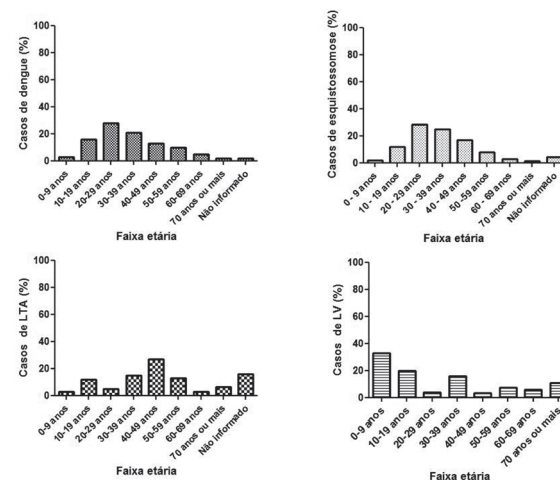 Casos de dengue (%)
100
80
60
40
20
0
0-9 anos
10-19 anos
20-29 anos
30-39 anos
40-49 anos
50-59 anos
60-69 anos
70 anos ou mais
Não informado
Faixa etária
Casos de esquistossomose (%)
100
80
60
40
20
0
0 - 9 anos
10 - 19 anos
20 - 29 anos
30 - 39 anos
40 - 49 anos
50 - 59 anos
60 - 69 anos
70 anos ou mais
Não informado
Faixa etária
Casos de LTA (%)
100
80
60
40
20
0
0-9 anos
10-19 anos
20-29 anos
30-39 anos
40-49 anos
50-59 anos
60-69 anos
70 anos ou mais
Não informado
Faixa etária
Casos de LV (%)
100
80
60
40
20
0
0-9 anos
10-19 anos
20-29 anos
30-39 anos
40-49 anos
50-59 anos
60-69 anos
70 anos ou mais
Faixa etária